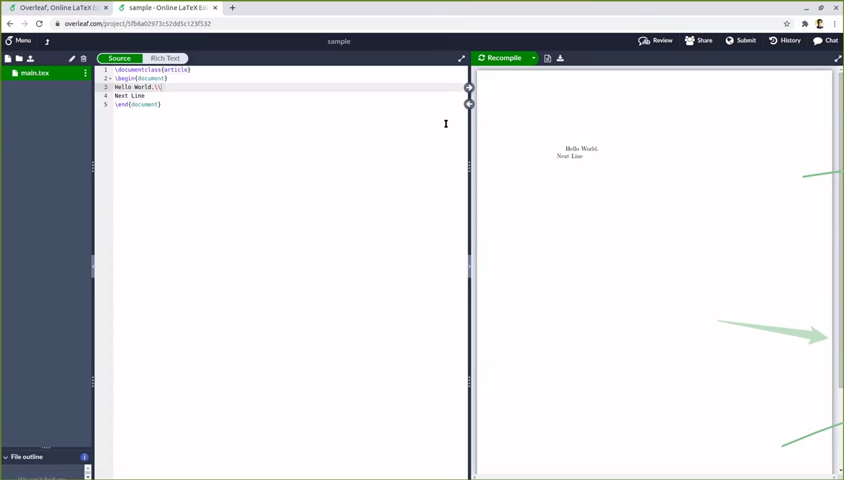 Overleaf, Online LaTeX Ed
sample - Online LaTeX Ed
overleaf.com/project/5fb8a02973c52dd5c123f532
Menu
sample
Review
Share
Submit
History
Chat
Source
Rich Text
Recompile
main.tex
1 \documentclass{article}
2 \begin{document}
3 Hello World.\\
4 Next Line
5 \end{document}
Hello World.
Next Line
File outline